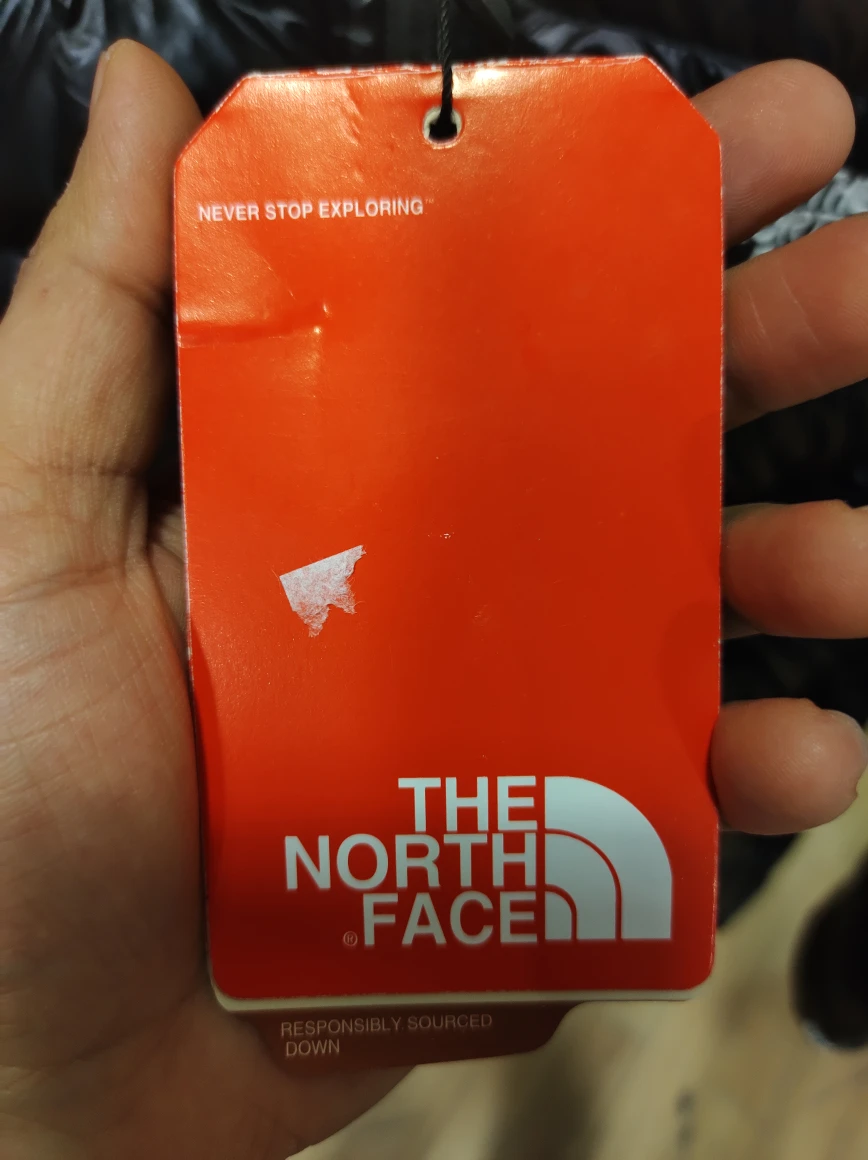 NEVER STOP EXPLORING™
THE
NORTH
®FACE
RESPONSIBLY SOURCED
DOWN